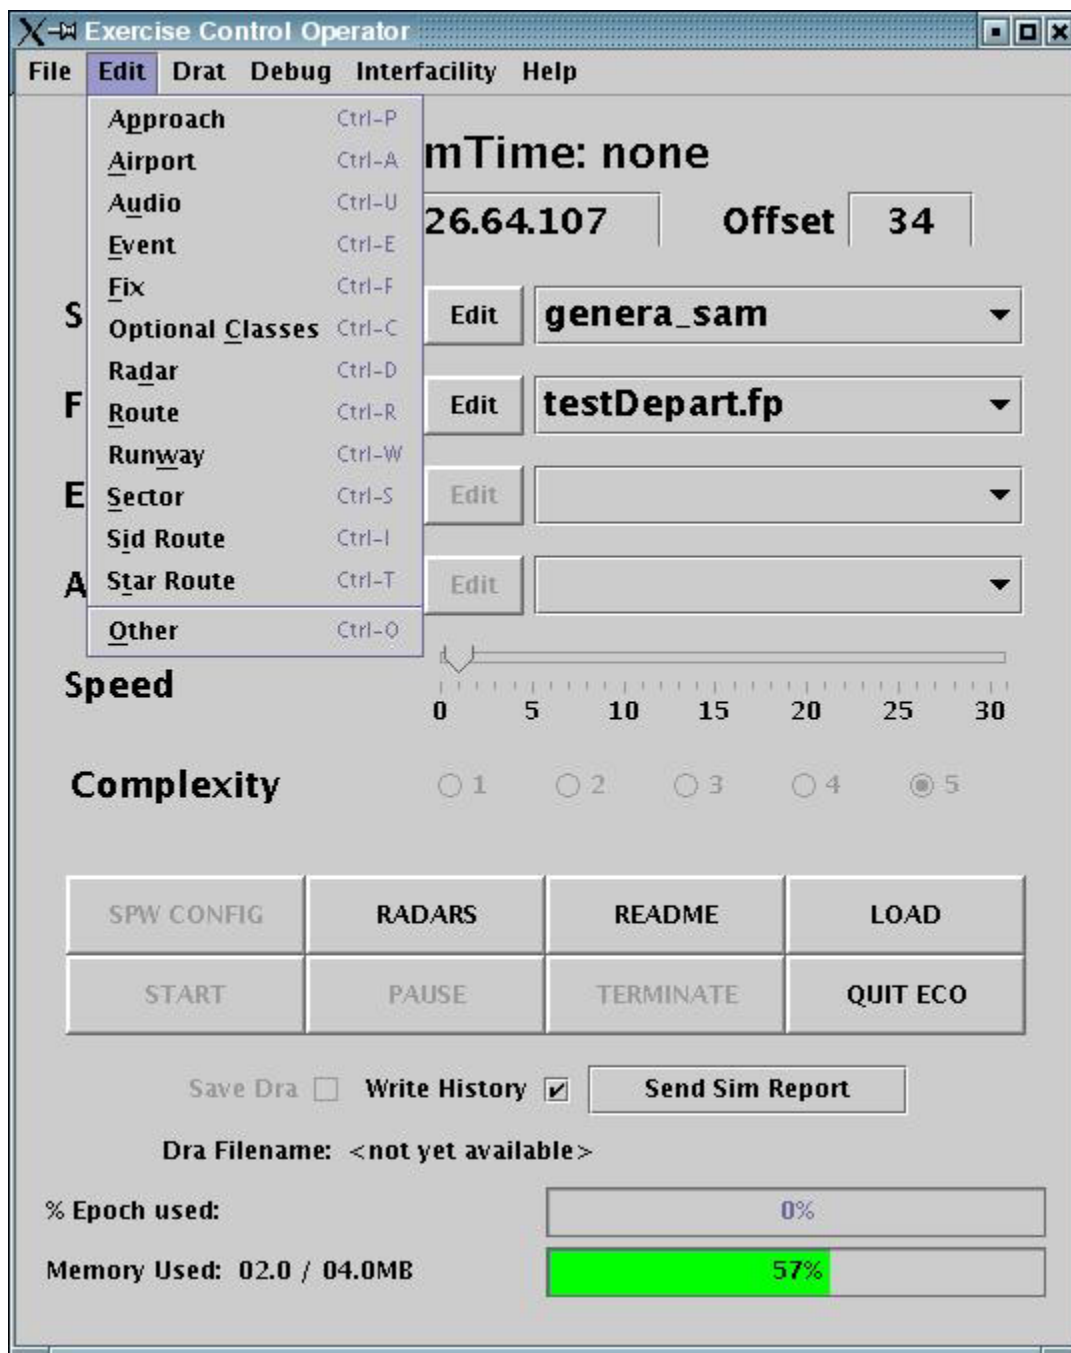 Exercise Control Operator
File Edit Drat Debug Interfacility Help
Approach Ctrl-P
Airport Ctrl-A
Audio Ctrl-U
Event Ctrl-E
Fix Ctrl-F
Optional Classes Ctrl-C
Radar Ctrl-D
Route Ctrl-R
Runway Ctrl-W
Sector Ctrl-S
Sid Route Ctrl-I
Star Route Ctrl-T
Other Ctrl-O
mTime: none
26.64.107 Offset 34
S Edit genera_sam
F Edit testDepart.fp
E Edit
A Edit
Speed
0 5 10 15 20 25 30
Complexity 1 2 3 4 5
SPW CONFIG RADARS README LOAD
START PAUSE TERMINATE QUIT ECO
Save Dra Write History Send Sim Report
Dra Filename: <not yet available>
% Epoch used: 0%
Memory Used: 02.0 / 04.0MB 57%